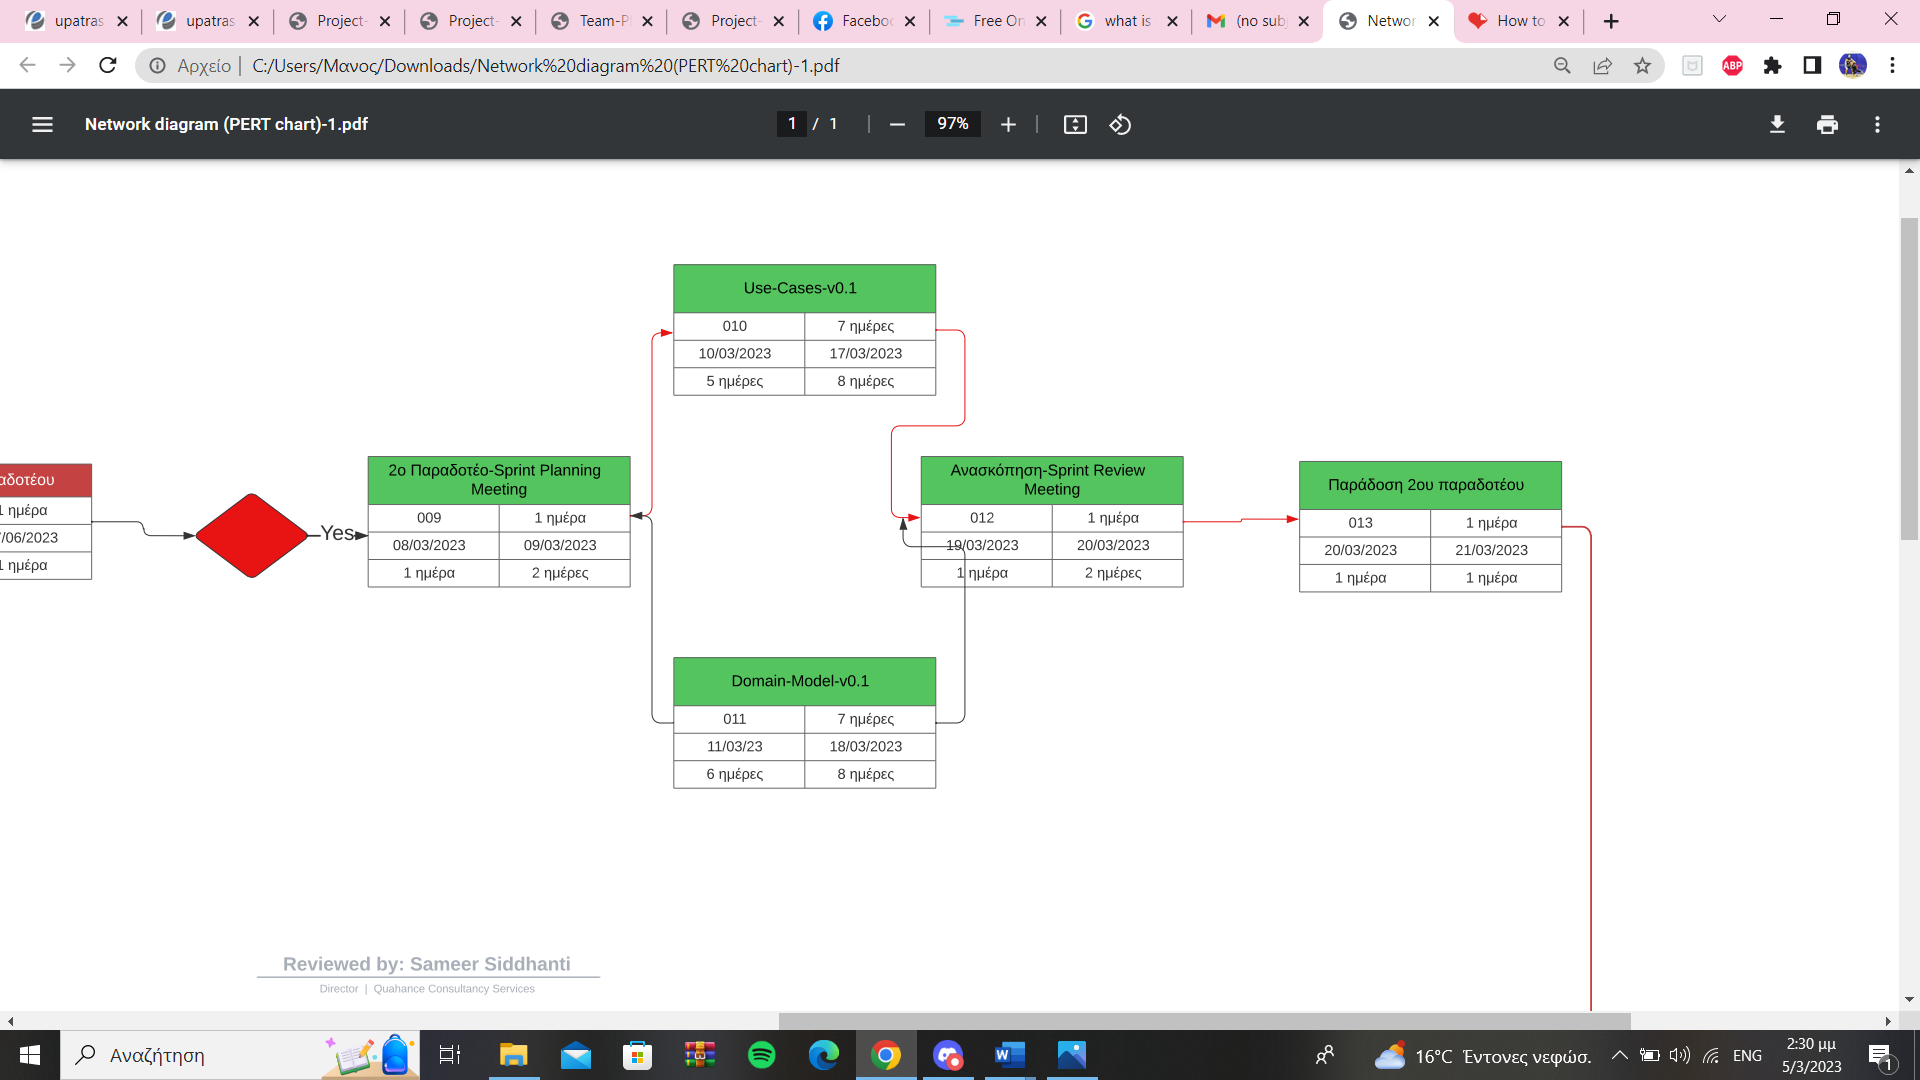 upatras
upatras
Project-
Project-
Team-P
Project-
Faceboo
Free On
what is
(no sub
Networ
How to
Αρχείο | C:/Users/Μανος/Downloads/Network%20diagram%20(PERT%20chart)-1.pdf
ABP
Network diagram (PERT chart)-1.pdf
1 / 1
97%
Use-Cases-v0.1
010 7 ημέρες
10/03/2023 17/03/2023
5 ημέρες 8 ημέρες
αδοτέου
1 ημέρα
/06/2023
1 ημέρα
Yes
2ο Παραδοτέο-Sprint Planning
Meeting
009 1 ημέρα
08/03/2023 09/03/2023
1 ημέρα 2 ημέρες
Ανασκόπηση-Sprint Review
Meeting
012 1 ημέρα
19/03/2023 20/03/2023
1 ημέρα 2 ημέρες
Παράδοση 2ου παραδοτέου
013 1 ημέρα
20/03/2023 21/03/2023
1 ημέρα 1 ημέρα
Domain-Model-v0.1
011 7 ημέρες
11/03/23 18/03/2023
6 ημέρες 8 ημέρες
Reviewed by: Sameer Siddhanti
Director | Quahance Consultancy Services
Αναζήτηση
16°C Έντονες νεφώσ.
ENG
2:30 μμ
5/3/2023
1